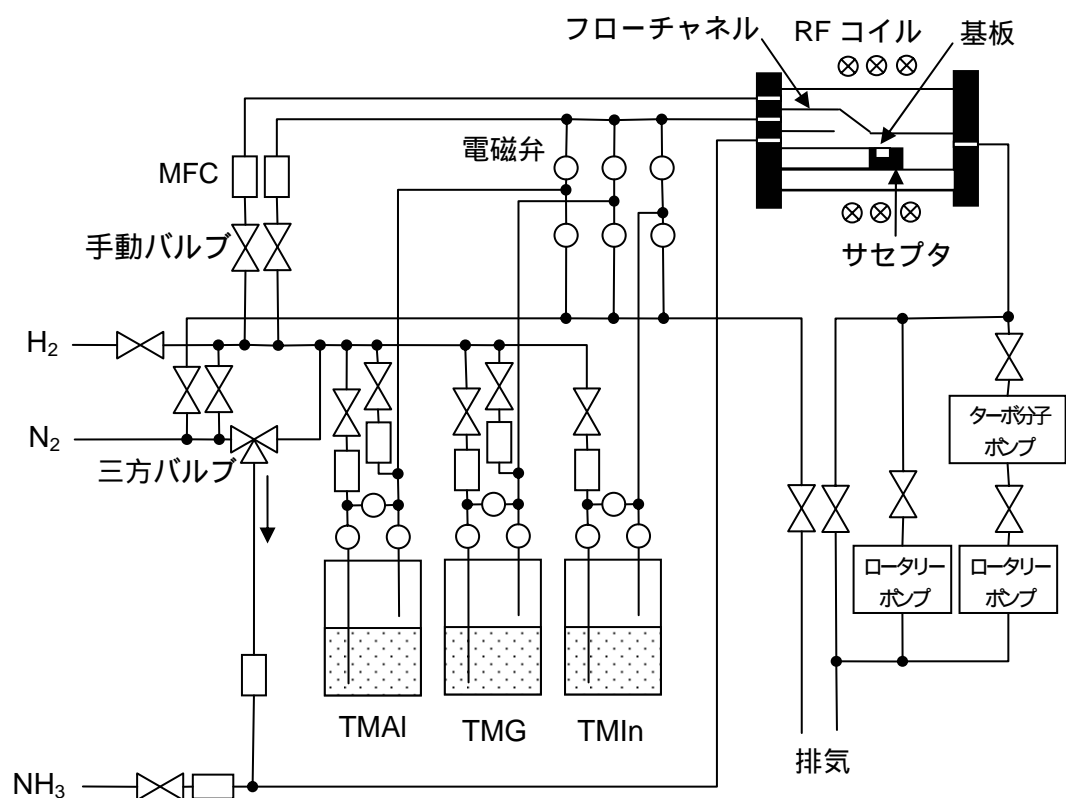 フローチャネル
RF コイル
基板
電磁弁
MFC
手動バルブ
サセプタ
H₂
ターボ分子
ポンプ
N₂
三方バルブ
ロータリー
ポンプ
ロータリー
ポンプ
TMAl
TMG
TMIn
排気
NH₃